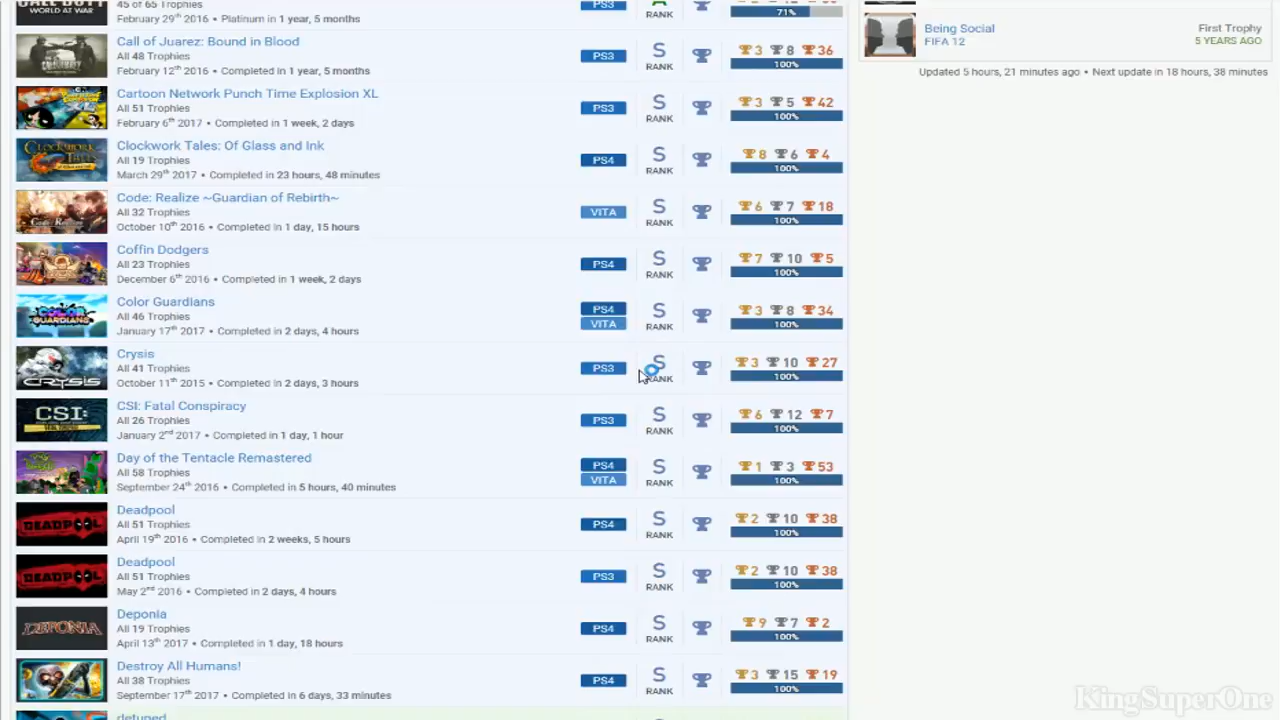 WORLD AT WAR
45 of 65 Trophies
February 29th 2016 • Platinum in 1 year, 5 months
PS3
RANK
71%
Call of Juarez: Bound in Blood
All 48 Trophies
February 12th 2016 • Completed in 1 year, 5 months
PS3
S
RANK
3 8 36
100%
Cartoon Network Punch Time Explosion XL
All 51 Trophies
February 6th 2017 • Completed in 1 week, 2 days
PS3
S
RANK
3 5 42
100%
CLOCKWORK TALES
Clockwork Tales: Of Glass and Ink
All 19 Trophies
March 29th 2017 • Completed in 23 hours, 48 minutes
PS4
S
RANK
8 6 4
100%
Code: Realize ~Guardian of Rebirth~
All 32 Trophies
October 10th 2016 • Completed in 1 day, 15 hours
VITA
S
RANK
6 7 18
100%
Coffin Dodgers
All 23 Trophies
December 6th 2016 • Completed in 1 week, 2 days
PS4
S
RANK
7 10 5
100%
COLOR GUARDIANS
Color Guardians
All 46 Trophies
January 17th 2017 • Completed in 2 days, 4 hours
PS4
VITA
S
RANK
3 8 34
100%
CRYSIS
Crysis
All 41 Trophies
October 11th 2015 • Completed in 2 days, 3 hours
PS3
S
RANK
3 10 27
100%
CSI:
CSI: Fatal Conspiracy
All 26 Trophies
January 2nd 2017 • Completed in 1 day, 1 hour
PS3
S
RANK
6 12 7
100%
Day of the Tentacle Remastered
All 58 Trophies
September 24th 2016 • Completed in 5 hours, 40 minutes
PS4
VITA
S
RANK
1 3 53
100%
DEADPOOL
Deadpool
All 51 Trophies
April 19th 2016 • Completed in 2 weeks, 5 hours
PS4
S
RANK
2 10 38
100%
DEADPOOL
Deadpool
All 51 Trophies
May 2nd 2016 • Completed in 2 days, 4 hours
PS3
S
RANK
2 10 38
100%
DEPONIA
Deponia
All 19 Trophies
April 13th 2017 • Completed in 1 day, 18 hours
PS4
S
RANK
9 7 2
100%
Destroy All Humans!
All 38 Trophies
September 17th 2017 • Completed in 6 days, 33 minutes
PS4
S
RANK
3 15 19
100%
detuned
Being Social
FIFA 12
First Trophy
5 YEARS AGO
Updated 5 hours, 21 minutes ago • Next update in 18 hours, 38 minutes
KingSuperOne